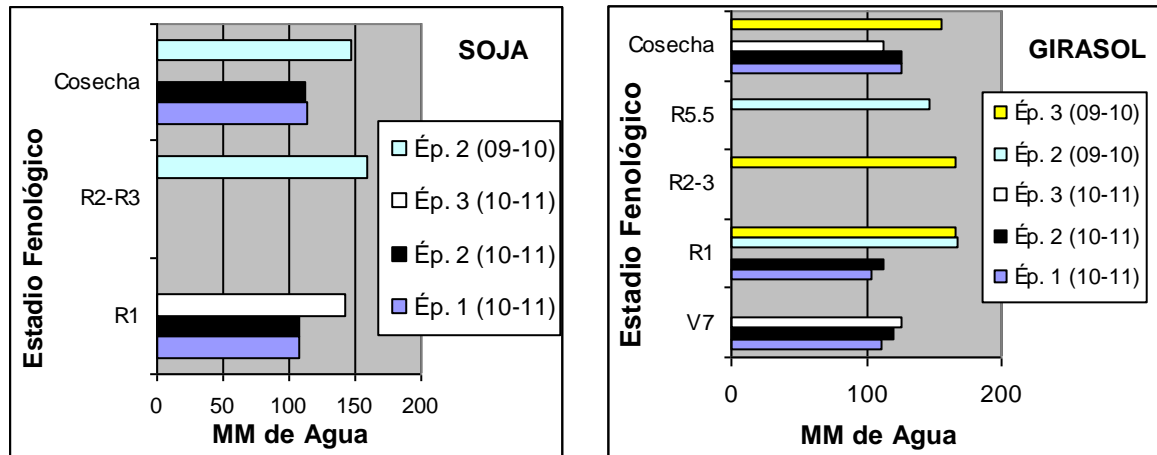 SOJA
Estadio Fenológico
Cosecha
R2-R3
R1
0 50 100 150 200
MM de Agua
Ép. 2 (09-10)
Ép. 3 (10-11)
Ép. 2 (10-11)
Ép. 1 (10-11)
GIRASOL
Estadio Fenológico
Cosecha
R5.5
R2-3
R1
V7
0 100 200
MM de Agua
Ép. 3 (09-10)
Ép. 2 (09-10)
Ép. 3 (10-11)
Ép. 2 (10-11)
Ép. 1 (10-11)